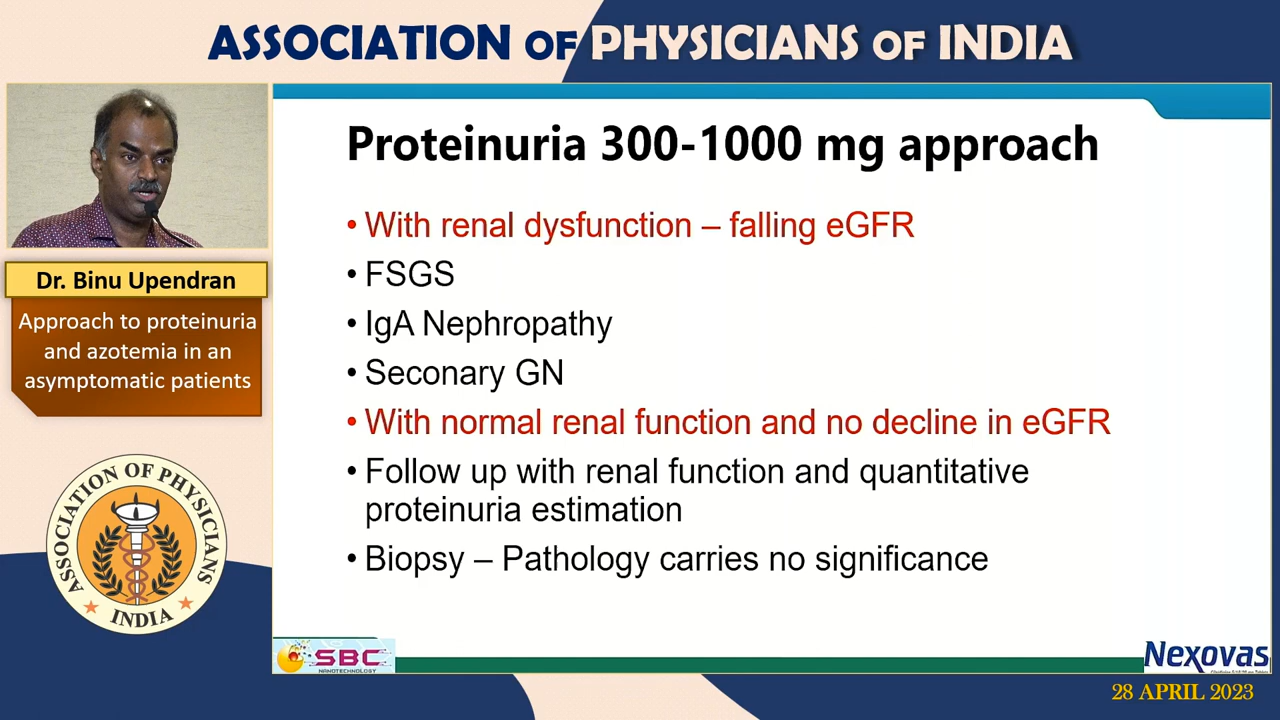 ASSOCIATION OF PHYSICIANS OF INDIA
Dr. Binu Upendran
Approach to proteinuria
and azotemia in an
asymptomatic patients
ASSOCIATION OF PHYSICIANS
INDIA
Proteinuria 300-1000 mg approach
• With renal dysfunction – falling eGFR
• FSGS
• IgA Nephropathy
• Seconary GN
• With normal renal function and no decline in eGFR
• Follow up with renal function and quantitative
proteinuria estimation
• Biopsy – Pathology carries no significance
SBC
NANOTECHNOLOGY
Nexovas
28 APRIL 2023